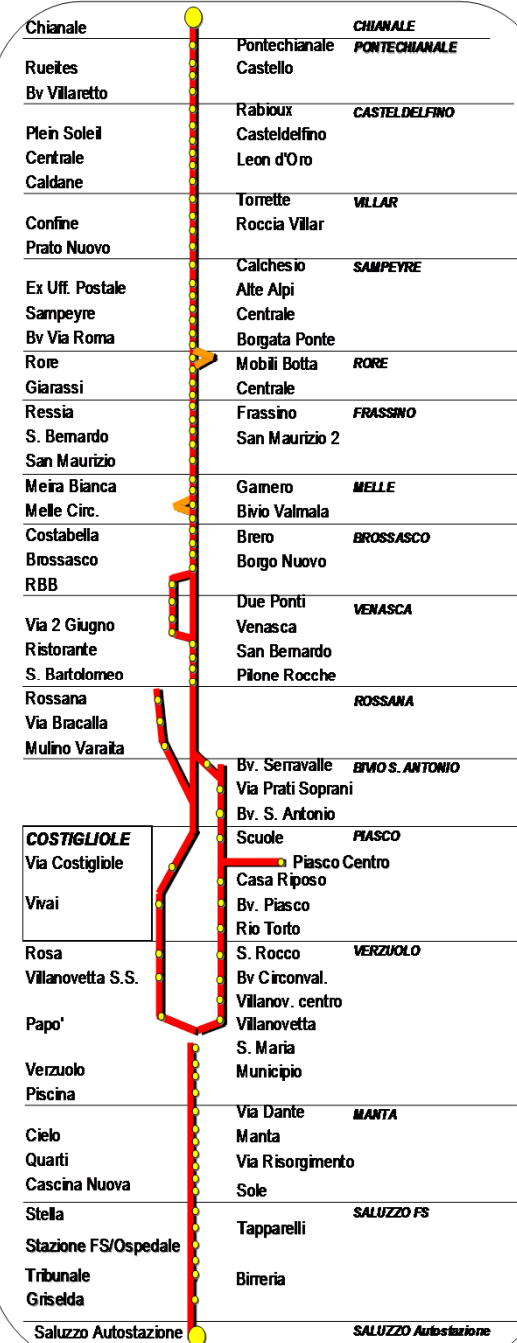 Chianale CHIANALE
Pontechianale PONTECHIANALE
Rueites Castello
Bv Villaretto
Rabioux CASTELDELFINO
Plein Soleil Casteldelfino
Centrale Leon d'Oro
Caldane
Torrette VILLAR
Confine Roccia Villar
Prato Nuovo
Calchesio SAMPEYRE
Ex Uff. Postale Alte Alpi
Sampeyre Centrale
Bv Via Roma Borgata Ponte
Rore Mobili Botta RORE
Giarassi Centrale
Ressia Frassino FRASSINO
S. Bernardo San Maurizio 2
San Maurizio
Meira Bianca Garnero MELLE
Melle Circ. Bivio Valmala
Costabella Brero BROSSASCO
Brossasco Borgo Nuovo
RBB
Due Ponti VENASCA
Via 2 Giugno Venasca
Ristorante San Bernardo
S. Bartolomeo Pilone Rocche
Rossana ROSSANA
Via Bracalla
Mulino Varaita
Bv. Serravalle BIVIO S. ANTONIO
Via Prati Soprani
Bv. S. Antonio
COSTIGLIOLE Scuole PIASCO
Via Costigliole Piasco Centro
Casa Riposo
Vivai Bv. Piasco
Rio Torto
Rosa S. Rocco VERZUOLO
Villanovetta S.S. Bv Circonval.
Villanov. centro
Papo' Villanovetta
S. Maria
Verzuolo Municipio
Piscina
Via Dante MANTA
Cielo Manta
Quarti Via Risorgimento
Cascina Nuova Sole
Stella SALUZZO FS
Tapparelli
Stazione FS/Ospedale
Tribunale Birreria
Griselda
Saluzzo Autostazione SALUZZO Autostazione